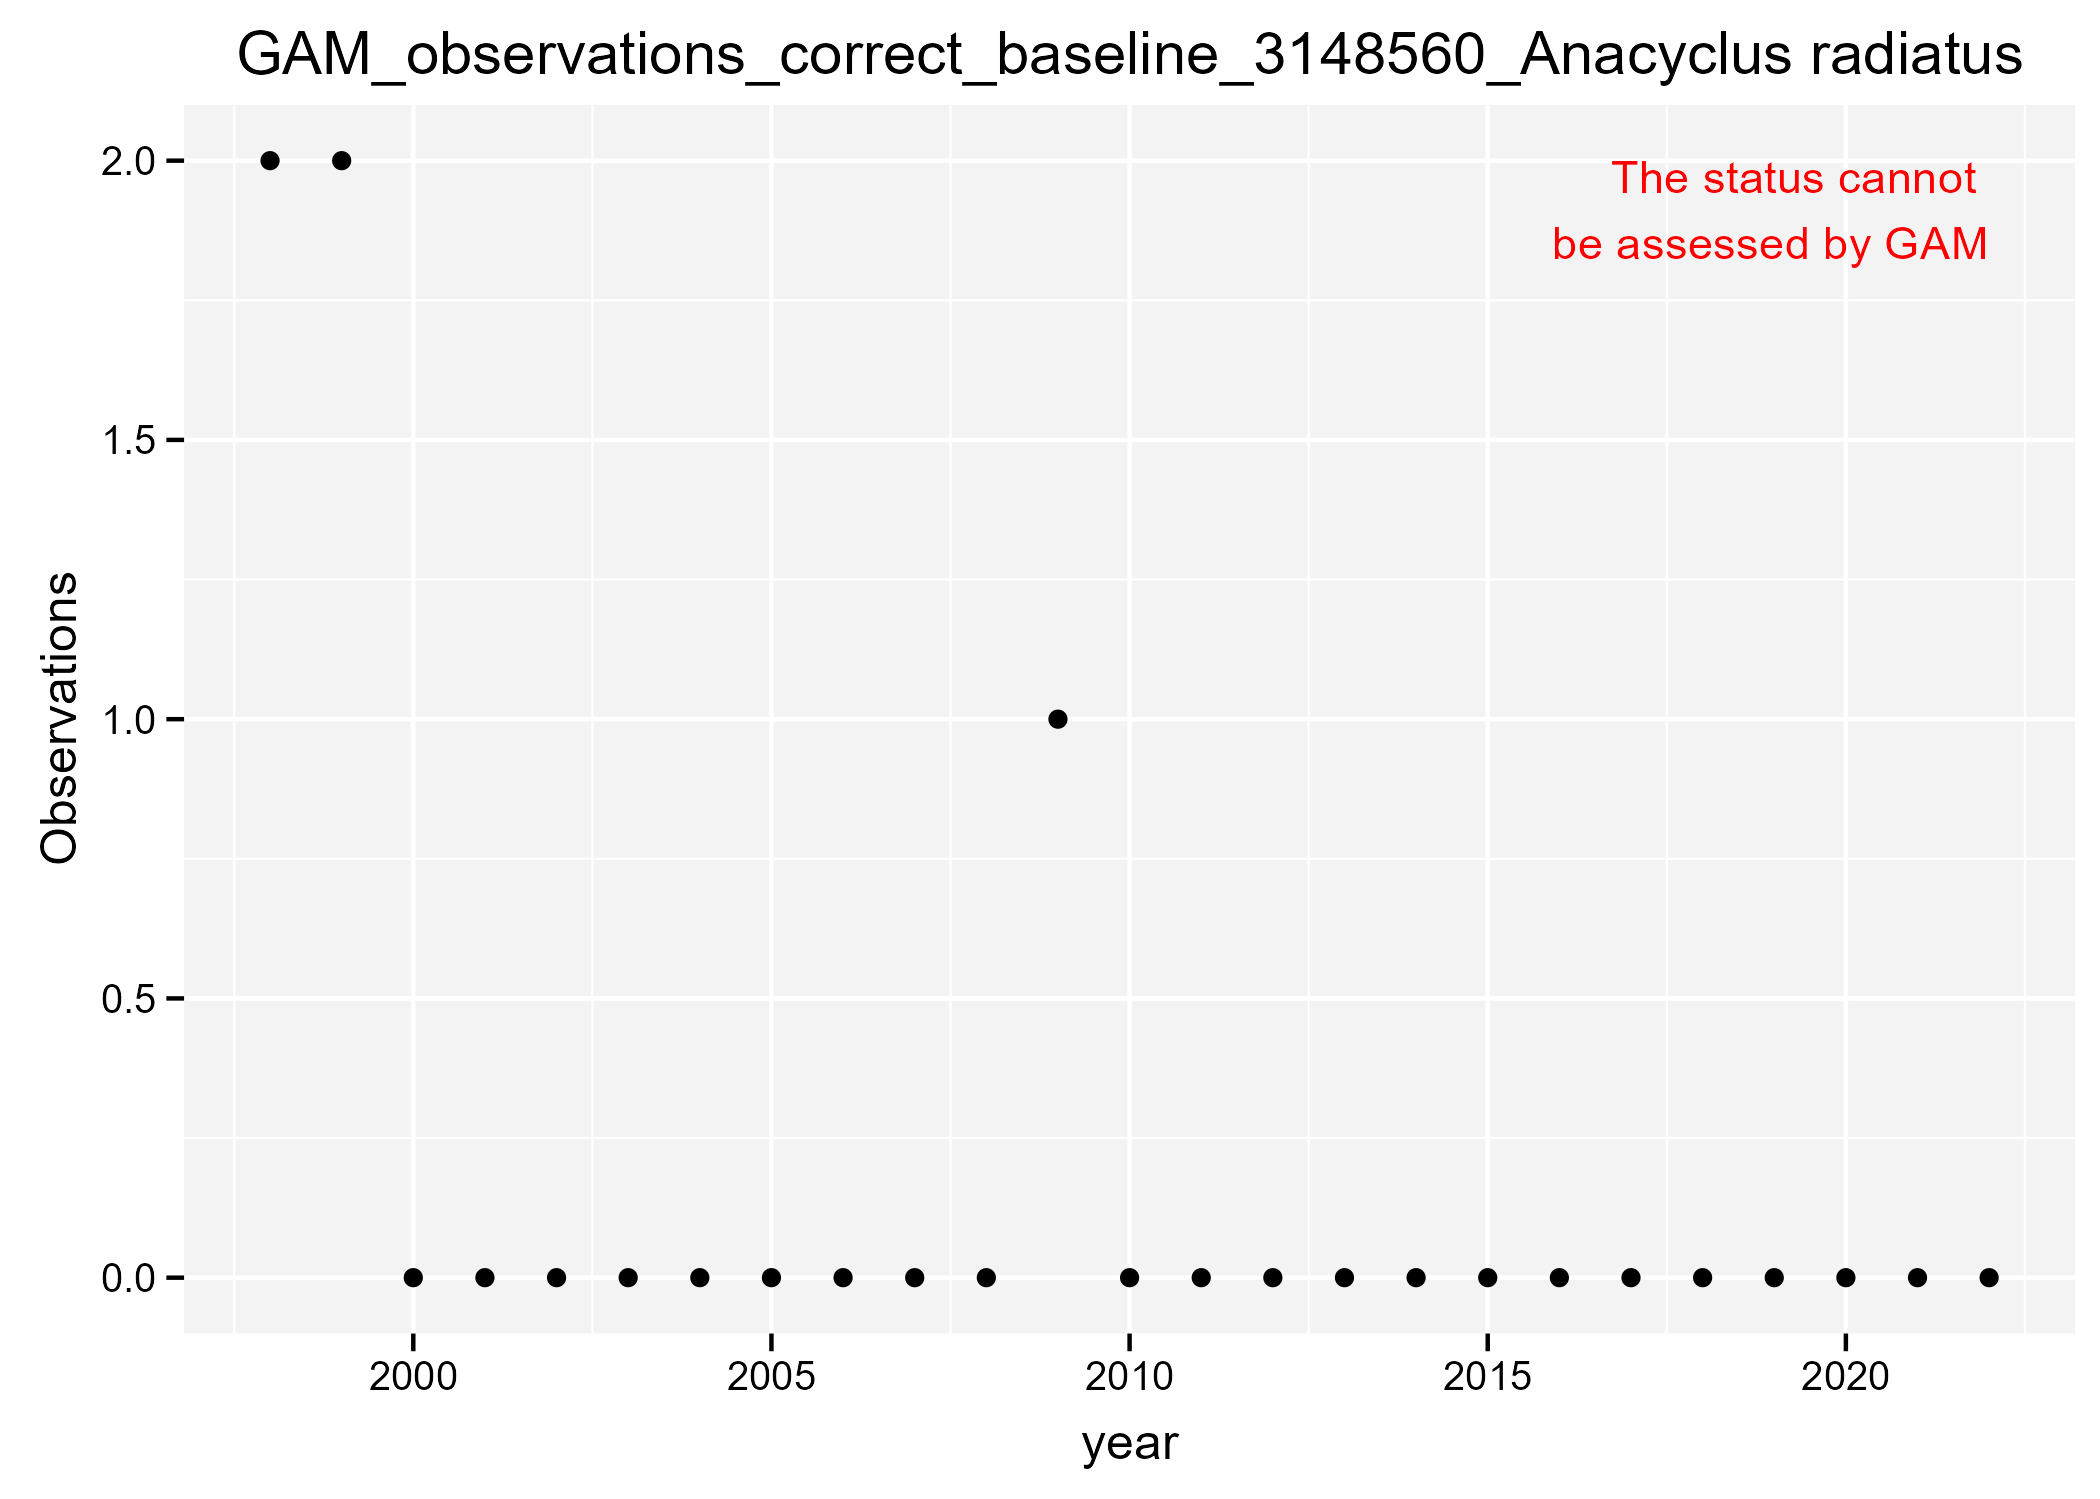 GAM_observations_correct_baseline_3148560_Anacyclus radiatus
The status cannot
be assessed by GAM
Observations
2.0
1.5
1.0
0.5
0.0
2000 2005 2010 2015 2020
year